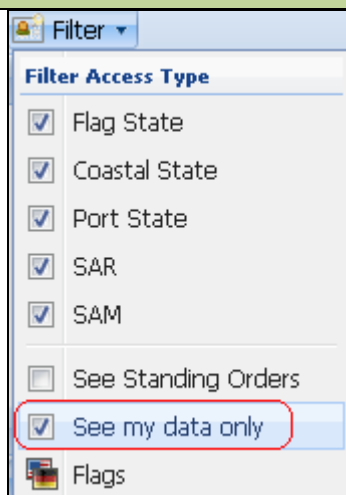 Filter
Filter Access Type
Flag State
Coastal State
Port State
SAR
SAM
See Standing Orders
See my data only
Flags